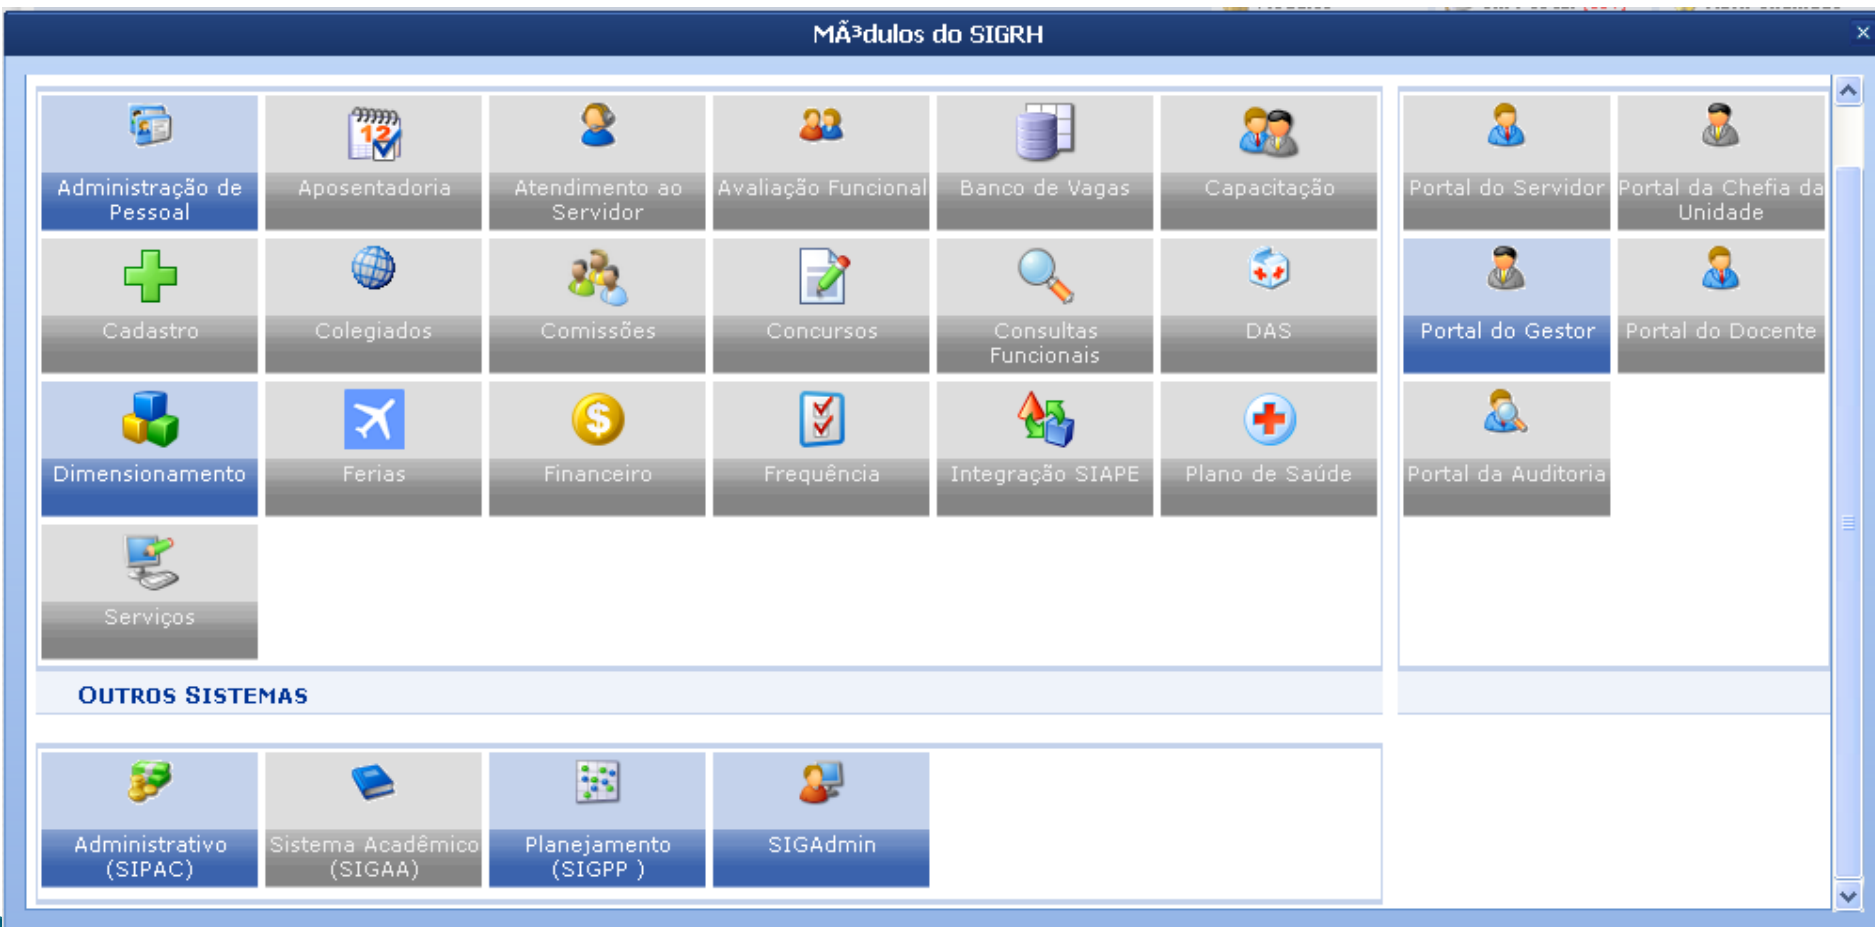 MÃ³dulos do SIGRH
Administração de
Pessoal
Aposentadoria
Atendimento ao
Servidor
Avaliação Funcional
Banco de Vagas
Capacitação
Portal do Servidor
Portal da Chefia da
Unidade
Cadastro
Colegiados
Comissões
Concursos
Consultas
Funcionais
DAS
Portal do Gestor
Portal do Docente
Dimensionamento
Ferias
Financeiro
Frequência
Integração SIAPE
Plano de Saúde
Portal da Auditoria
Serviços
OUTROS SISTEMAS
Administrativo
(SIPAC)
Sistema Acadêmico
(SIGAA)
Planejamento
(SIGPP )
SIGAdmin